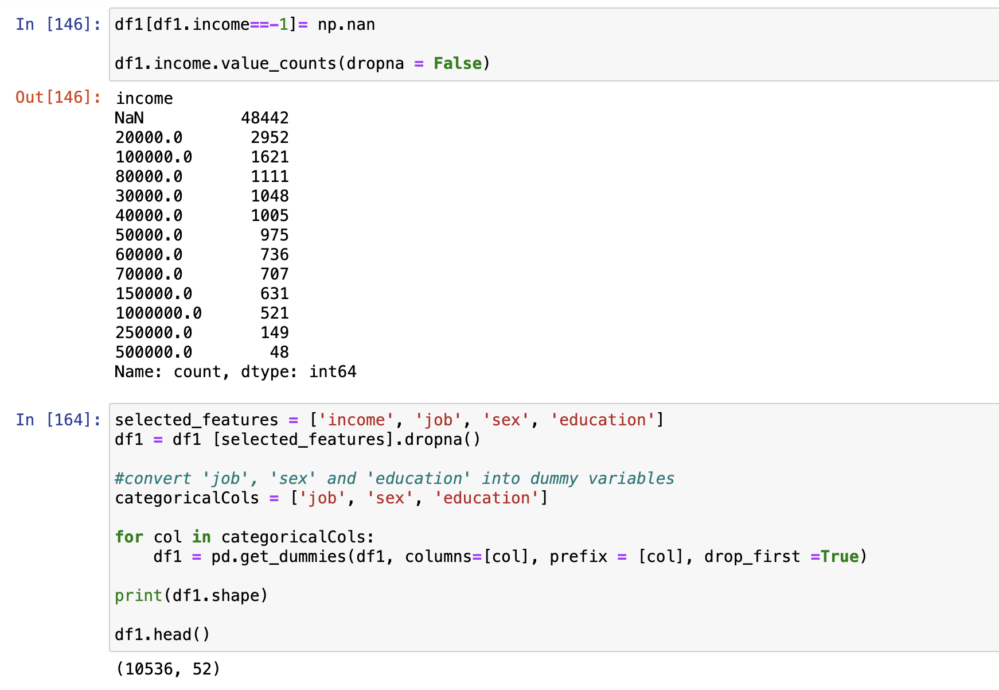 In [146]: df1[df1.income==-1]= np.nan
df1.income.value_counts(dropna = False)
Out[146]: income
NaN 48442
20000.0 2952
100000.0 1621
80000.0 1111
30000.0 1048
40000.0 1005
50000.0 975
60000.0 736
70000.0 707
150000.0 631
1000000.0 521
250000.0 149
500000.0 48
Name: count, dtype: int64
In [164]: selected_features = ['income', 'job', 'sex', 'education']
df1 = df1 [selected_features].dropna()
#convert 'job', 'sex' and 'education' into dummy variables
categoricalCols = ['job', 'sex', 'education']
for col in categoricalCols:
    df1 = pd.get_dummies(df1, columns=[col], prefix = [col], drop_first =True)
print(df1.shape)
df1.head()
(10536, 52)